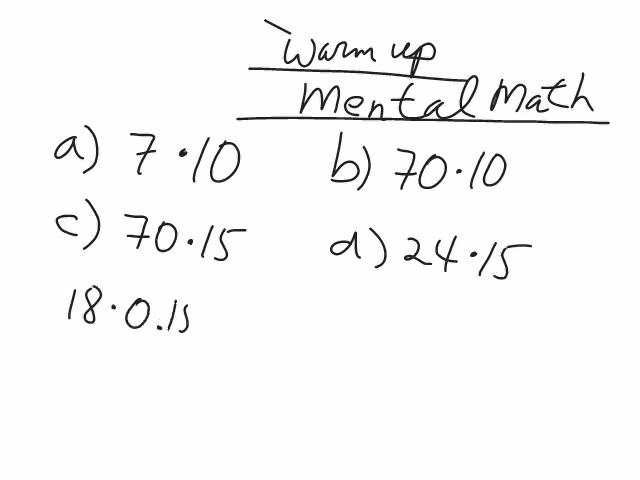 Warm up
Mental Math
a) 7 · 10 b) 70 · 10
c) 70 · 15 d) 24 · 15
18 · 0.15